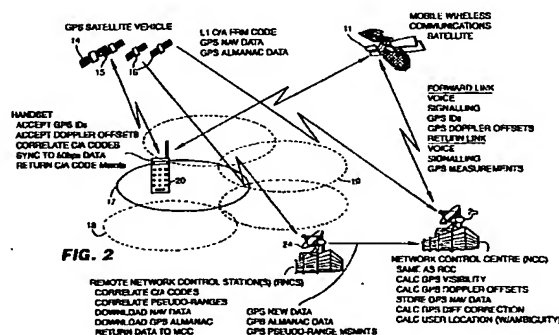 GPS SATELLITE VEHICLE
14
15
16
L1 C/A PRM CODE
GPS NAV DATA
GPS ALMANAC DATA
11
MOBILE WIRELESS
COMMUNICATIONS
SATELLITE
FORWARD LINK
VOICE
SIGNALLING
GPS IDs
GPS DOPPLER OFFSETS
RETURN LINK
VOICE
SIGNALLING
GPS MEASUREMENTS
HANDSET
ACCEPT GPS IDs
ACCEPT DOPPLER OFFSETS
CORRELATE C/A CODES
SYNC TO DATA
RETURN C/A CODE Msmts
20
17
18
19
24
FIG. 2
REMOTE NETWORK CONTROL STATION(S) (RNCS)
CORRELATE C/A CODES
CORRELATE PSEUDO-RANGES
DOWNLOAD NAV DATA
DOWNLOAD GPS ALMANAC
RETURN DATA TO
GPS NEW DATA
GPS ALMANAC DATA
GPS PSEUDO-RANGE MSMNTS
NETWORK CONTROL CENTRE (NCC)
SAME AS
CALC GPS VISIBILITY
CALC GPS DOPPLER OFFSETS
STORE GPS NAV DATA
CALC GPS DIFF CORRECTION
CALC USER LOCATION (W/AMBIGUITY)